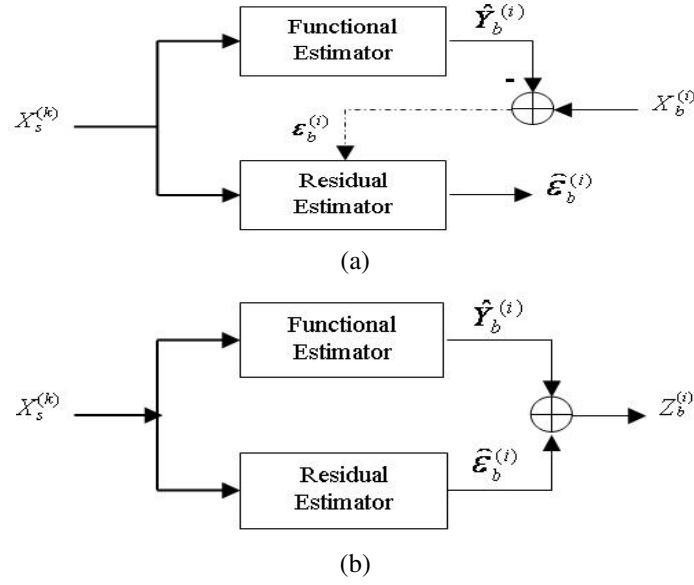 Functional
Estimator
Ŷ_b^(i)
-
X_s^(k)
X_b^(i)
ε_b^(i)
Residual
Estimator
ε̂_b^(i)
(a)
Functional
Estimator
Ŷ_b^(i)
X_s^(k)
Z_b^(i)
Residual
Estimator
ε̂_b^(i)
(b)